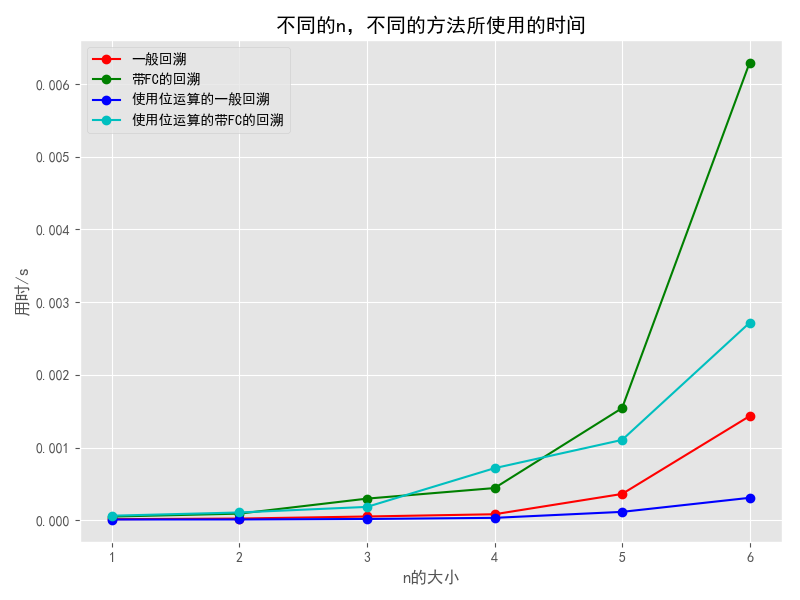 不同的n，不同的方法所使用的时间
一般回溯
带FC的回溯
使用位运算的一般回溯
使用位运算的带FC的回溯
用时/s
0.006
0.005
0.004
0.003
0.002
0.001
0.000
1 2 3 4 5 6
n的大小